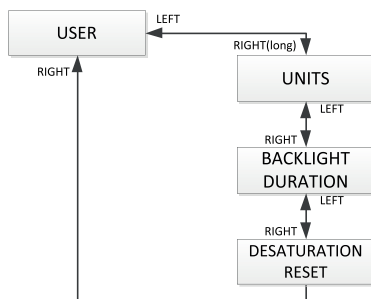 USER
LEFT
RIGHT(long)
RIGHT
UNITS
LEFT
RIGHT
BACKLIGHT
DURATION
LEFT
RIGHT
DESATURATION
RESET